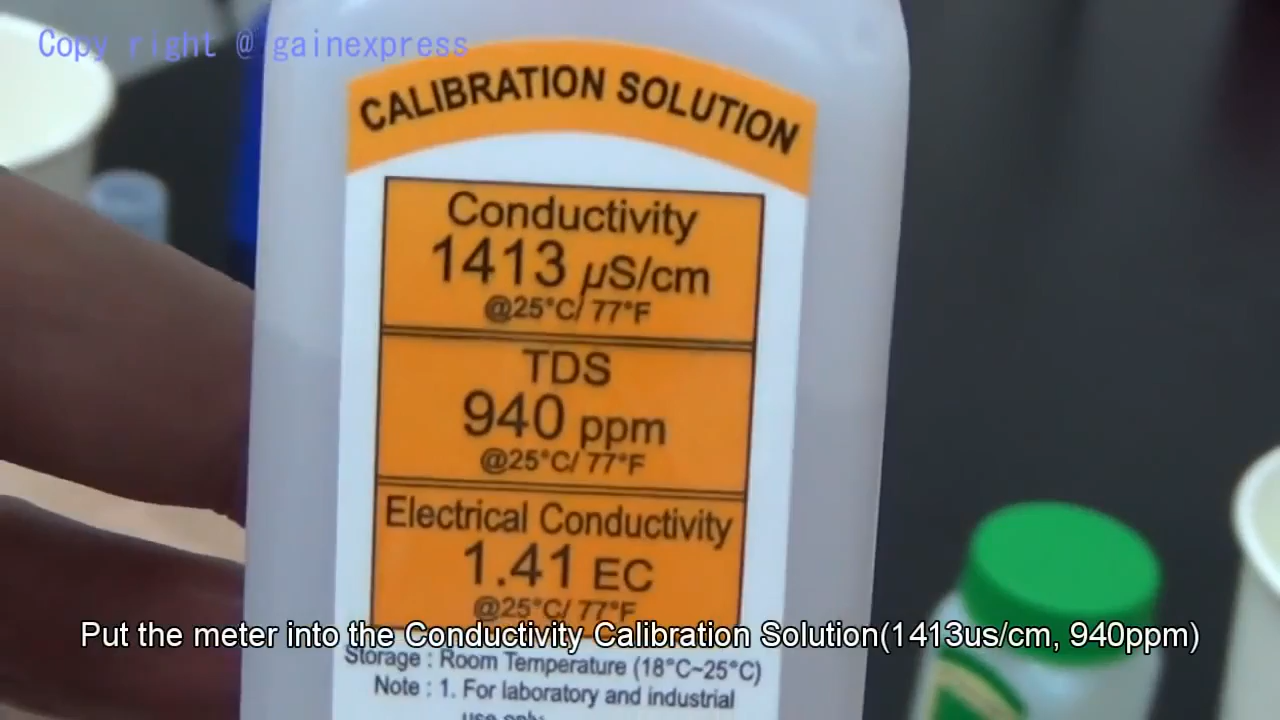 Copy right @ gainexpress
CALIBRATION SOLUTION
Conductivity
1413 µS/cm
@25°C/ 77°F
TDS
940 ppm
@25°C/ 77°F
Electrical Conductivity
1.41 EC
@25°C/ 77°F
Put the meter into the Conductivity Calibration Solution(1413us/cm, 940ppm)
Storage : Room Temperature (18°C~25°C)
Note : 1. For laboratory and industrial
use only.